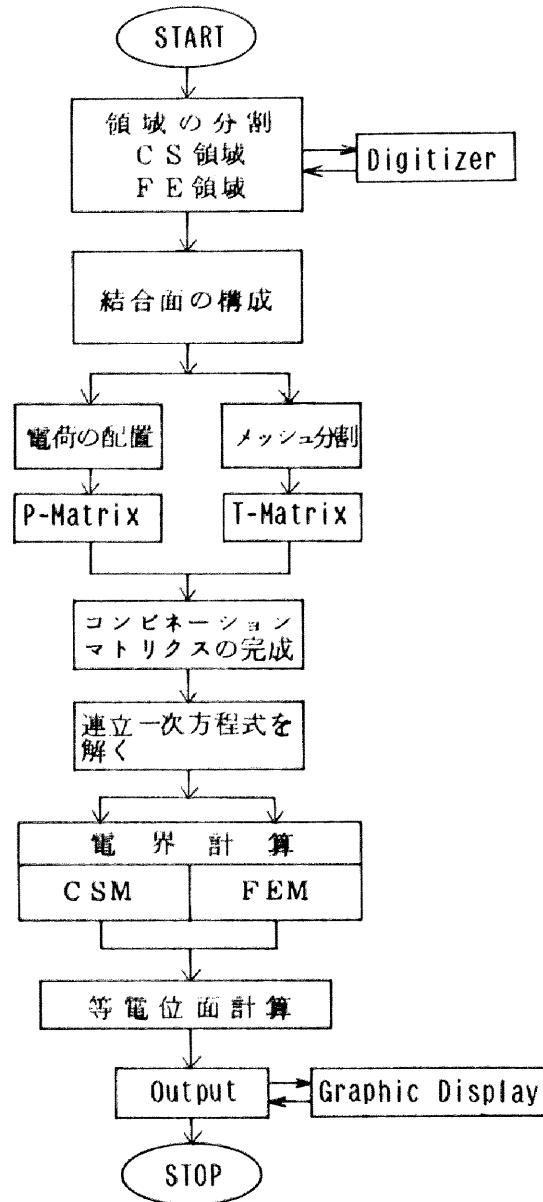 START
領域の分割
CS領域
FE領域
Digitizer
結合面の構成
電荷の配置
メッシュ分割
P-Matrix
T-Matrix
コンビネーション
マトリクスの完成
連立一次方程式を
解く
電界計算
CSM
FEM
等電位面計算
Output
Graphic Display
STOP